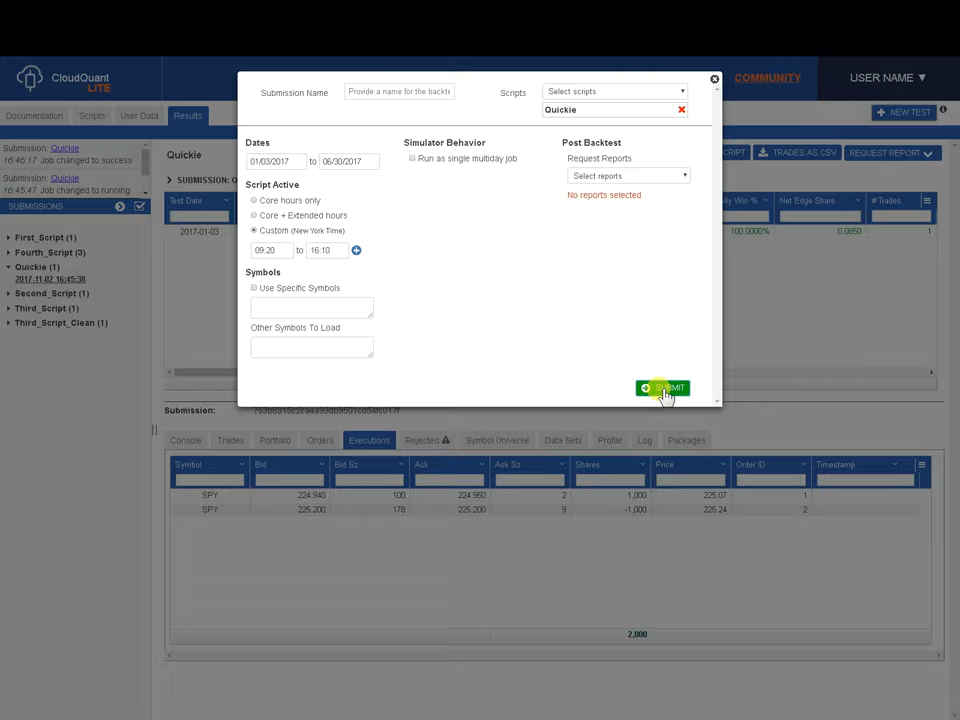 CloudQuant
LITE
COMMUNITY
USER NAME ▼
Documentation
Scripts
User Data
Results
NEW TEST
Submission: Quickie
16:46:17 Job changed to success
Submission: Quickie
16:45:47 Job changed to running.
SUBMISSIONS
First_Script (1)
Fourth_Script (3)
Quickie (1)
2017-11-02 16:45:30
Second_Script (1)
Third_Script (1)
Third_Script_Clean (1)
Quickie
TRADES AS CSV
REQUEST REPORT
Test Date
Net Edge Share
# Trades
2017-01-03
100.0000%
0.0850
1
Submission Name
Scripts
Select scripts
Quickie
Dates
01/03/2017 to 06/30/2017
Script Active
Core hours only
Core + Extended hours
Custom (New York Time)
09:20 to 16:10
Symbols
Use Specific Symbols
Other Symbols To Load
Simulator Behavior
Run as single multiday job
Post Backtest
Request Reports
Select reports
No reports selected
SUBMIT
Submission:
Console Trades Portfolio Orders Executions Rejected Symbol Universe Data Sets Profile Log Packages
Symbol Bid Bid Sz Ask Ask Sz Shares Price Order ID Timestamp
SPY 224.940 100 224.950 2 1,000 225.07 1
SPY 225.200 178 225.200 9 -1,000 225.24 2
2,000